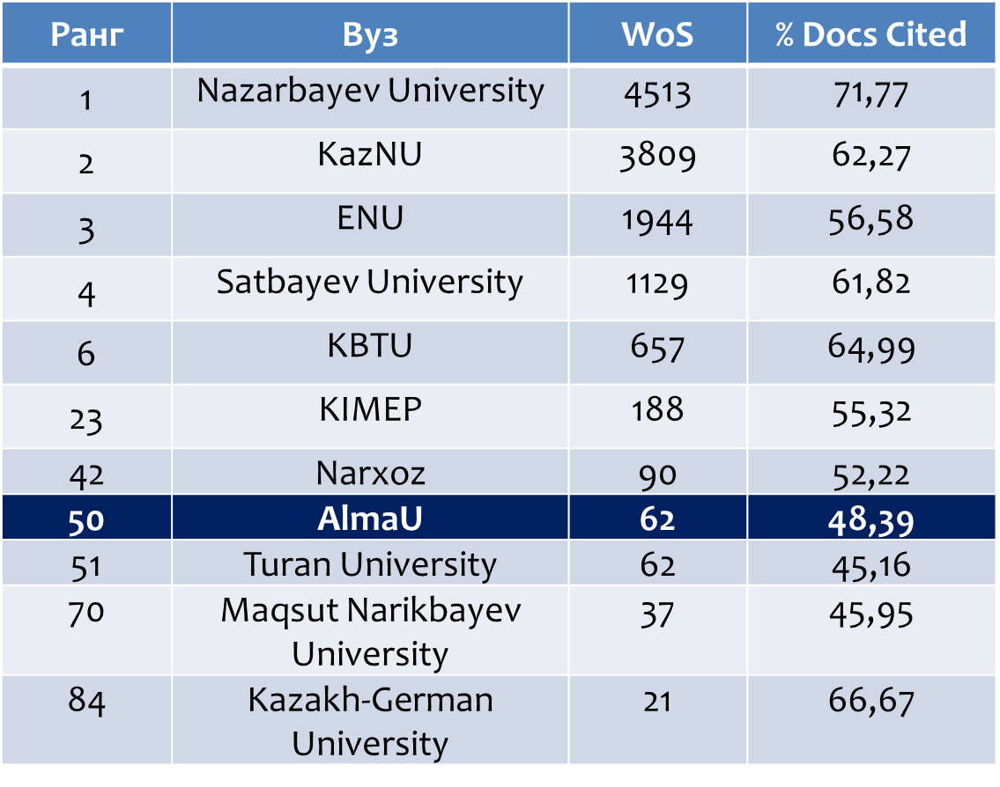 Ранг Вуз WoS % Docs Cited
1 Nazarbayev University 4513 71,77
2 KazNU 3809 62,27
3 ENU 1944 56,58
4 Satbayev University 1129 61,82
6 KBTU 657 64,99
23 KIMEP 188 55,32
42 Narxoz 90 52,22
50 AlmaU 62 48,39
51 Turan University 62 45,16
70 Maqsut Narikbayev 37 45,95
University
84 Kazakh-German 21 66,67
University